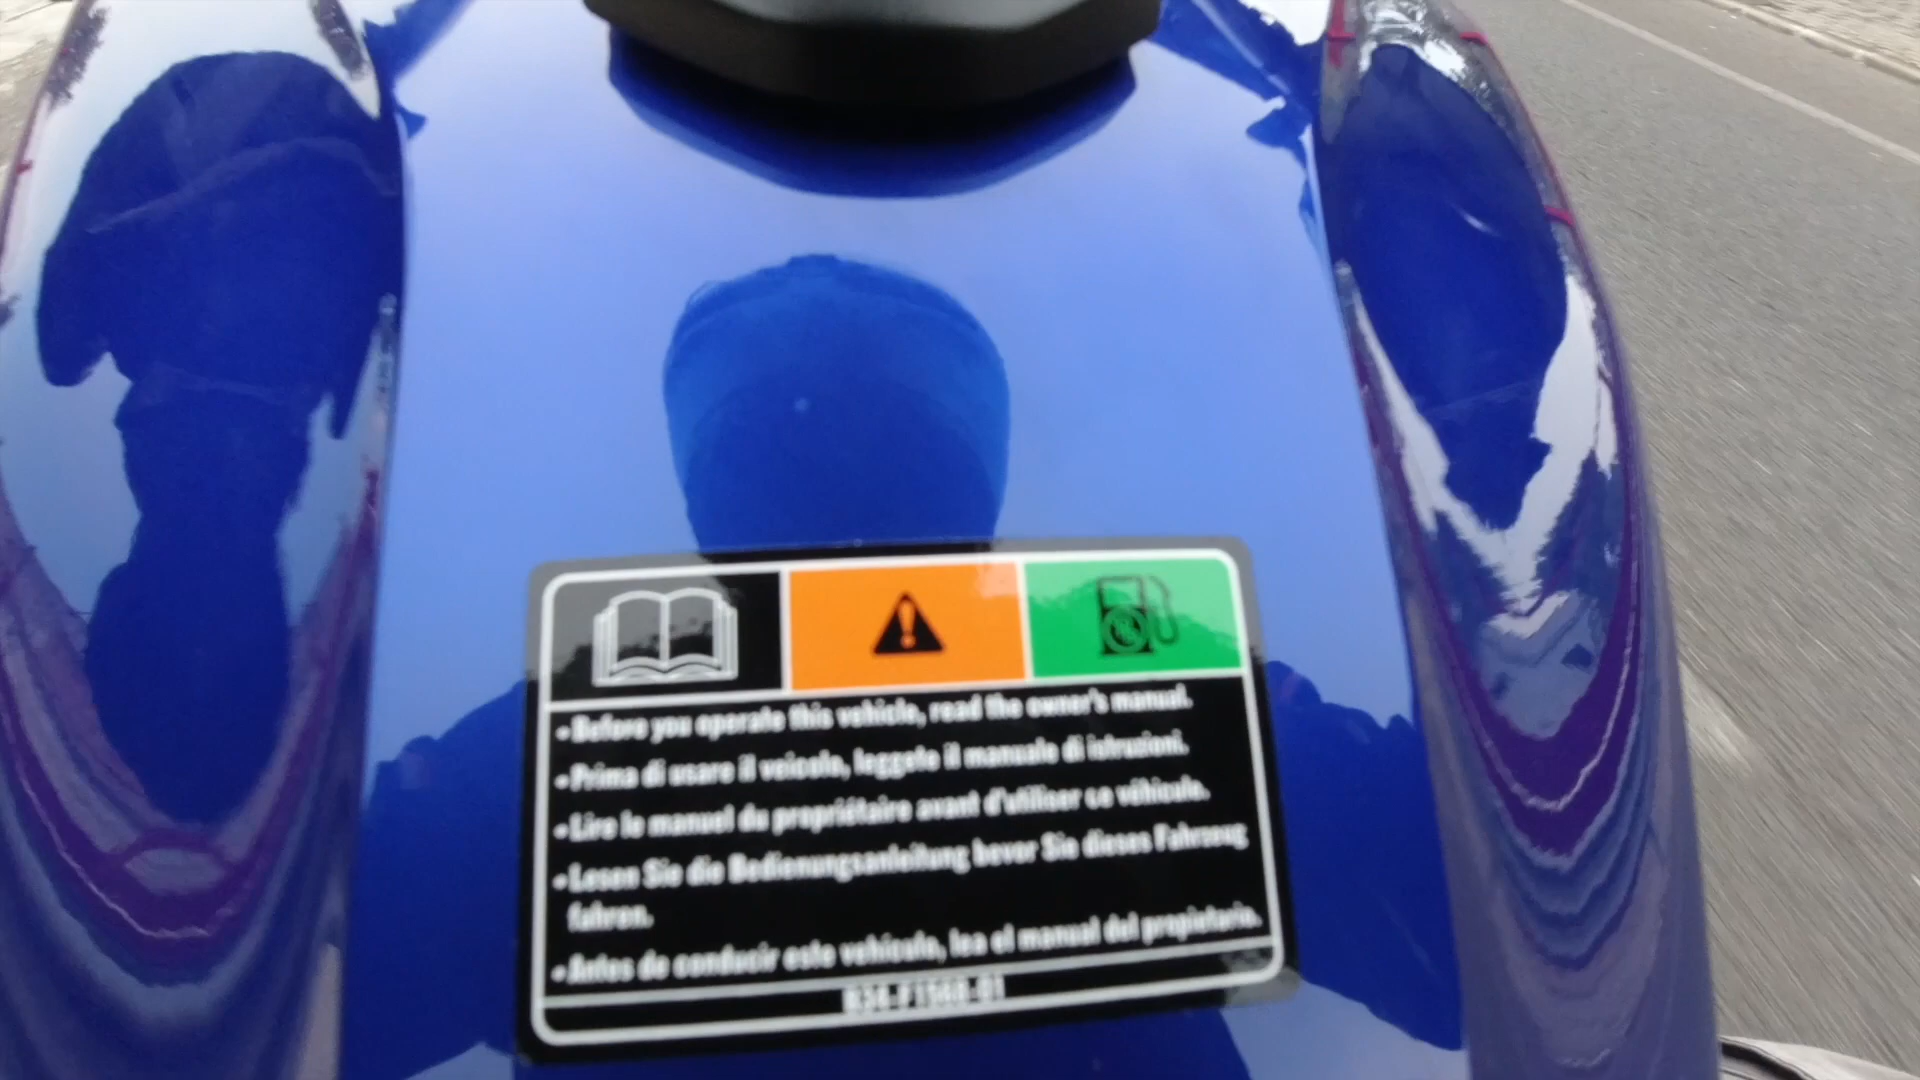 •Before you operate this vehicle, read the owner's manual.
•Prima di usare il veicolo, leggete il manuale di istruzioni.
•Lire le manuel du propriétaire avant d'utiliser ce véhicule.
•Lesen Sie die Bedienungsanleitung bevor Sie dieses Fahrzeug
fahren.
•Antes de conducir este vehículo, lea el manual del propietario.